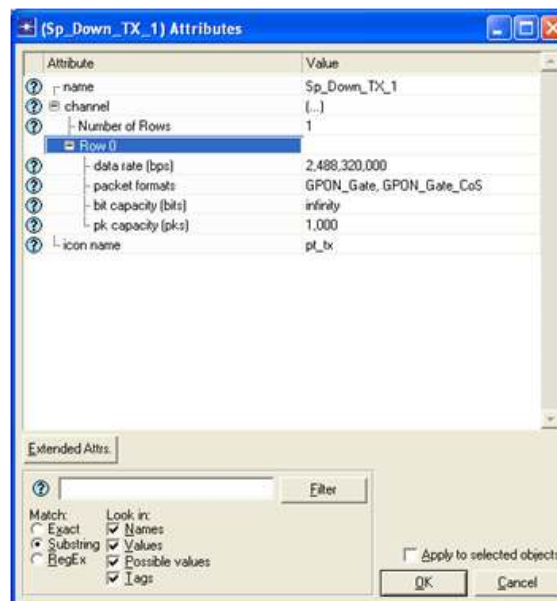 (Sp_Down_TX_1) Attributes
Attribute Value
name Sp_Down_TX_1
channel (...)
Number of Rows 1
Row 0
data rate (bps) 2,488,320,000
packet formats GPON_Gate, GPON_Gate_CoS
bit capacity (bits) infinity
pk capacity (pks) 1,000
icon name pt_tx
Extended Attrs.
Filter
Match: Look in:
Exact Names
Substring Values
RegEx Possible values
Tags
Apply to selected objects
OK Cancel